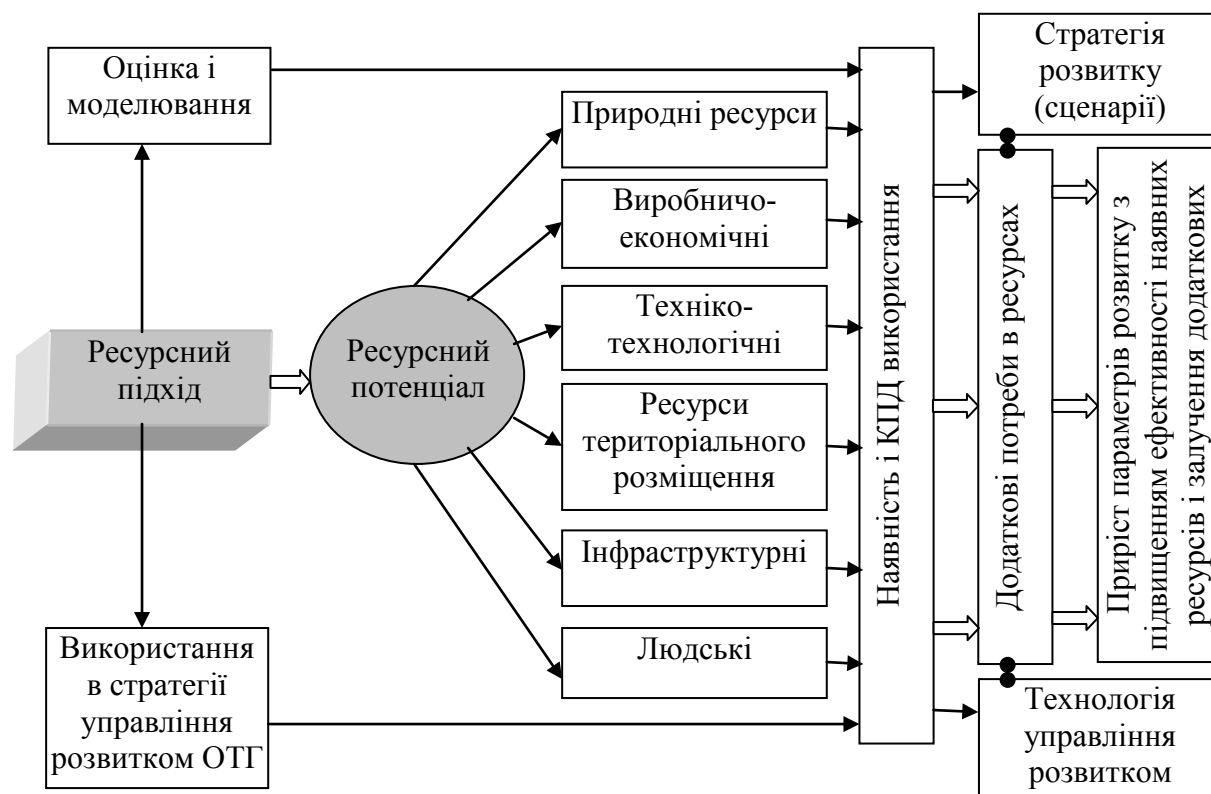 Оцінка і
моделювання
Ресурсний
підхід
Використання
в стратегії
управління
розвитком ОТГ
Ресурсний
потенціал
Природні ресурси
Виробничо-
економічні
Техніко-
технологічні
Ресурси
територіального
розміщення
Інфраструктурні
Людські
Наявність і КПД використання
Стратегія
розвитку
(сценарії)
Додаткові потреби в ресурсах
Приріст параметрів розвитку з
підвищенням ефективності наявних
ресурсів і залучення додаткових
Технологія
управління
розвитком